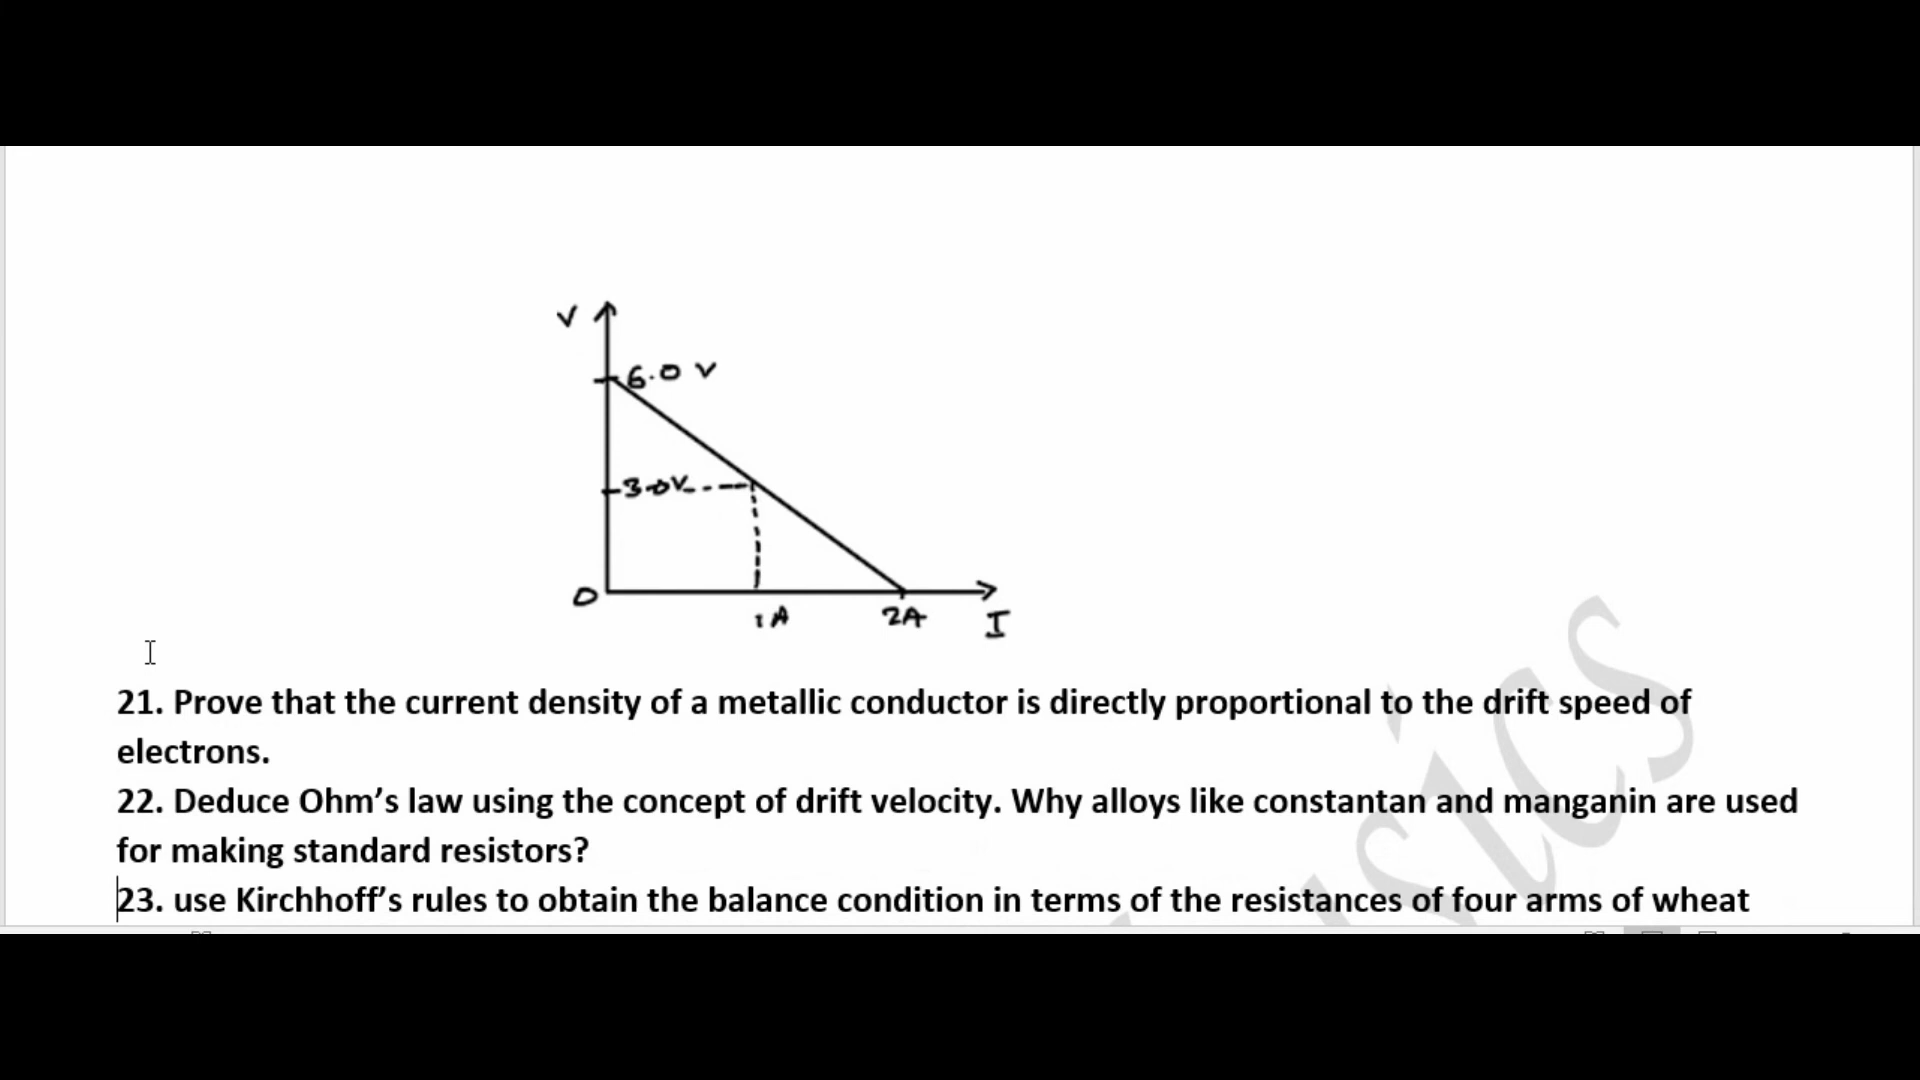 V
6.0 V
3.0V
O
1A
2A
I
21. Prove that the current density of a metallic conductor is directly proportional to the drift speed of
electrons.
22. Deduce Ohm’s law using the concept of drift velocity. Why alloys like constantan and manganin are used
for making standard resistors?
23. use Kirchhoff’s rules to obtain the balance condition in terms of the resistances of four arms of wheat